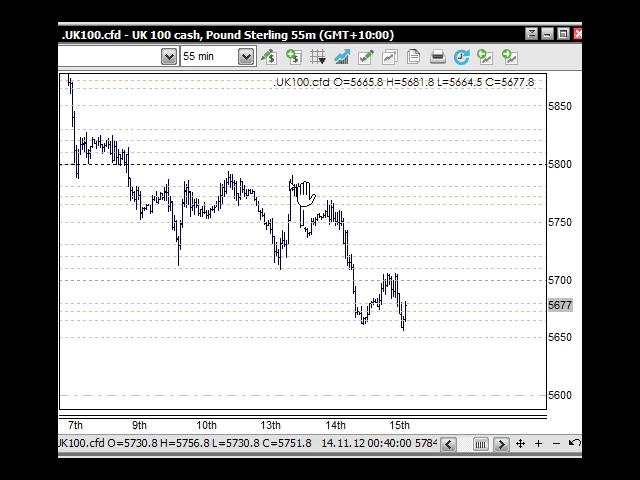 .UK100.cfd - UK 100 cash, Pound Sterling 55m (GMT+10:00)
55 min
.UK100.cfd O=5665.8 H=5681.8 L=5664.5 C=5677.8
5850
5800
5750
5700
5677
5650
5600
7th 9th 10th 13th 14th 15th
UK100.cfd O=5730.8 H=5756.8 L=5730.8 C=5751.8 14.11.12 00:40:00 5784